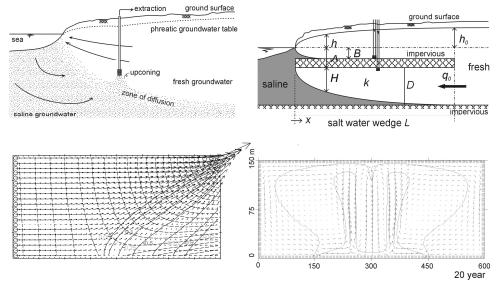 extraction
ground surface
phreatic groundwater table
sea
upconing
fresh groundwater
zone of diffusion
saline groundwater
ground surface
h
h0
B
impervious
A
fresh
H
k
saline
D
q0
impervious
x
salt water wedge L
150 m
75
0
0
150
300
450
600
20 year